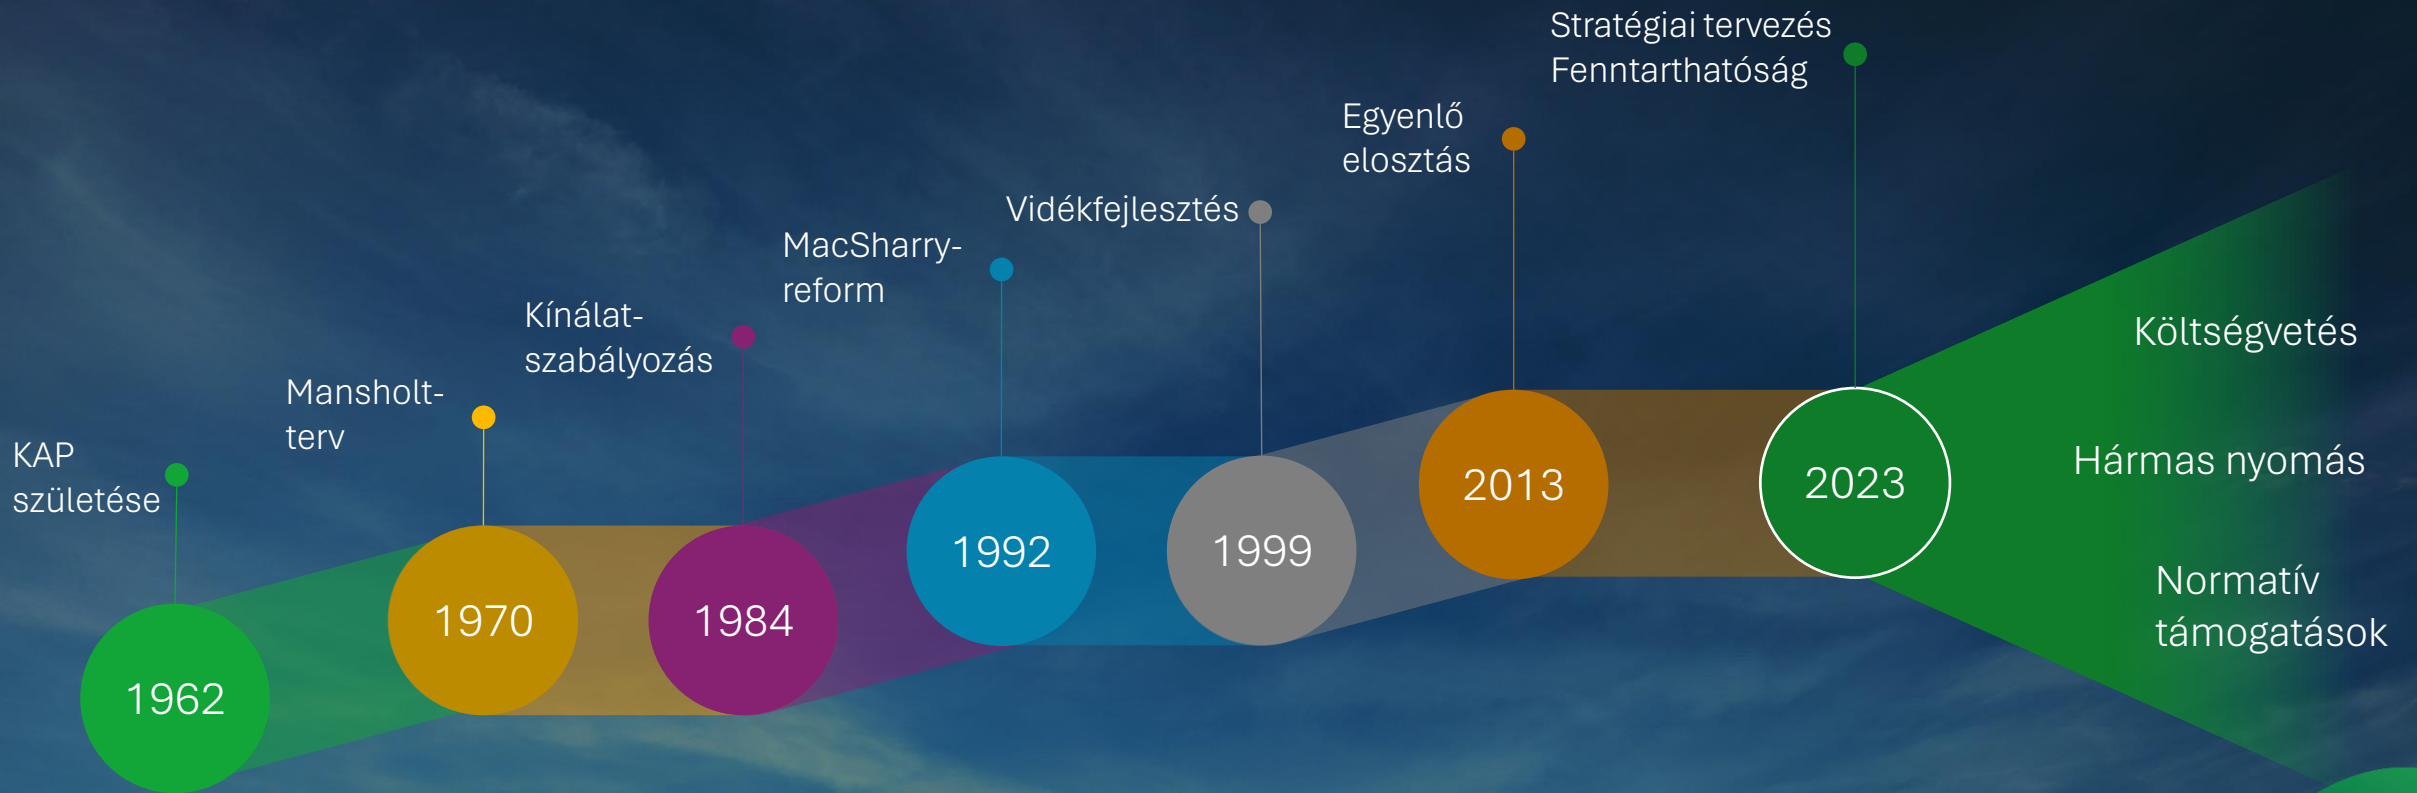 KAP
születése
1962
Mansholt-
terv
1970
Kínálat-
szabályozás
1984
MacSharry-
reform
1992
Vidékfejlesztés
1999
Egyenlő
elosztás
2013
Stratégiai tervezés
Fenntarthatóság
2023
Költségvetés
Hármas nyomás
Normatív
támogatások